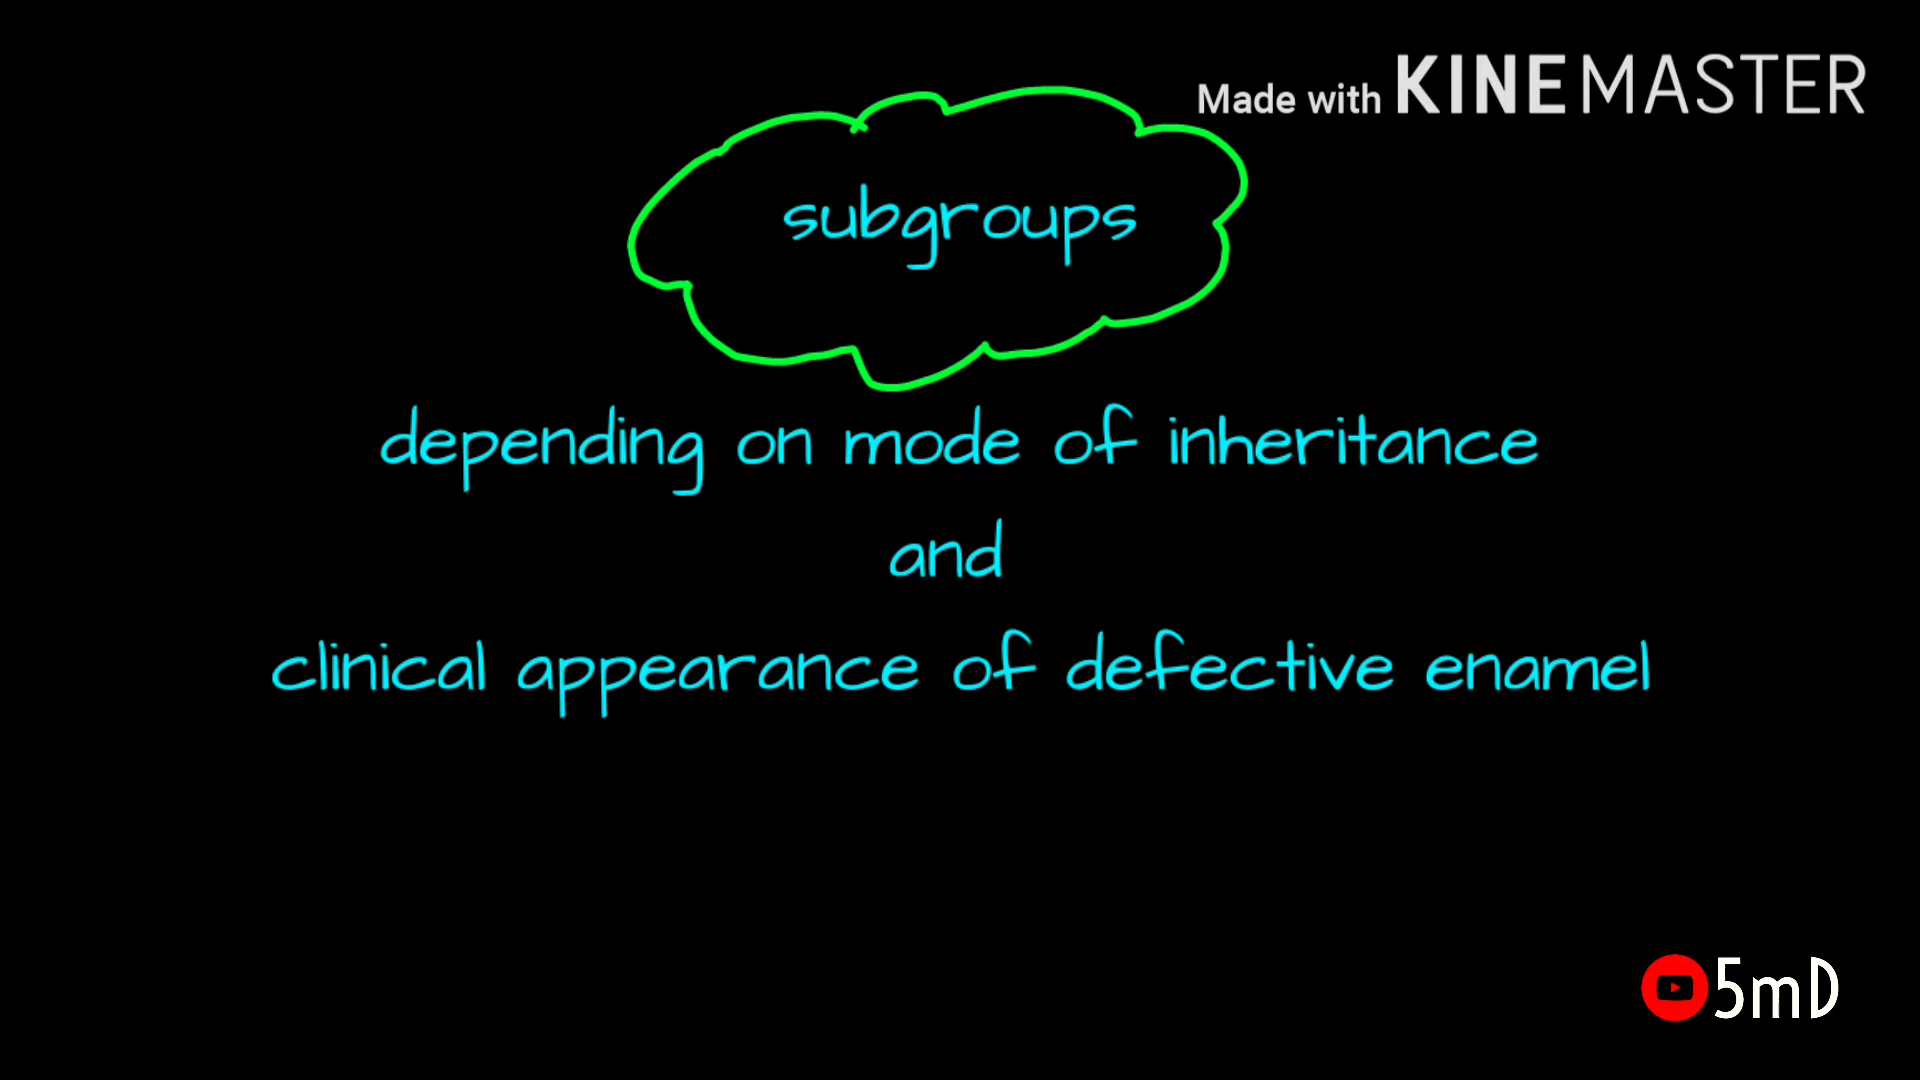 Made with KINEMASTER
subgroups
depending on mode of inheritance
and
clinical appearance of defective enamel
5mD